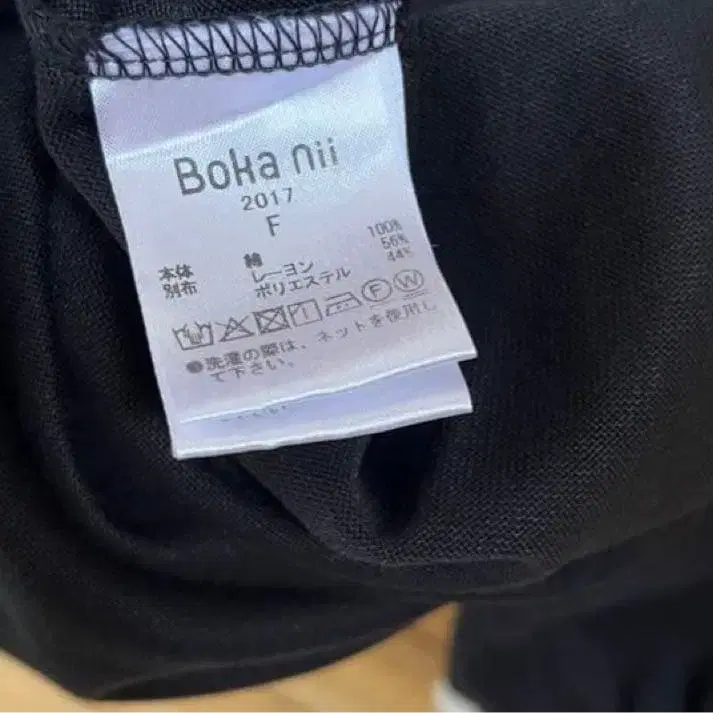 Boka nii
2017
F
本体 綿 100%
別布 レーヨン 56%
ポリエステル 44%
F W
●洗濯の際は、ネットを使用し
て下さい。